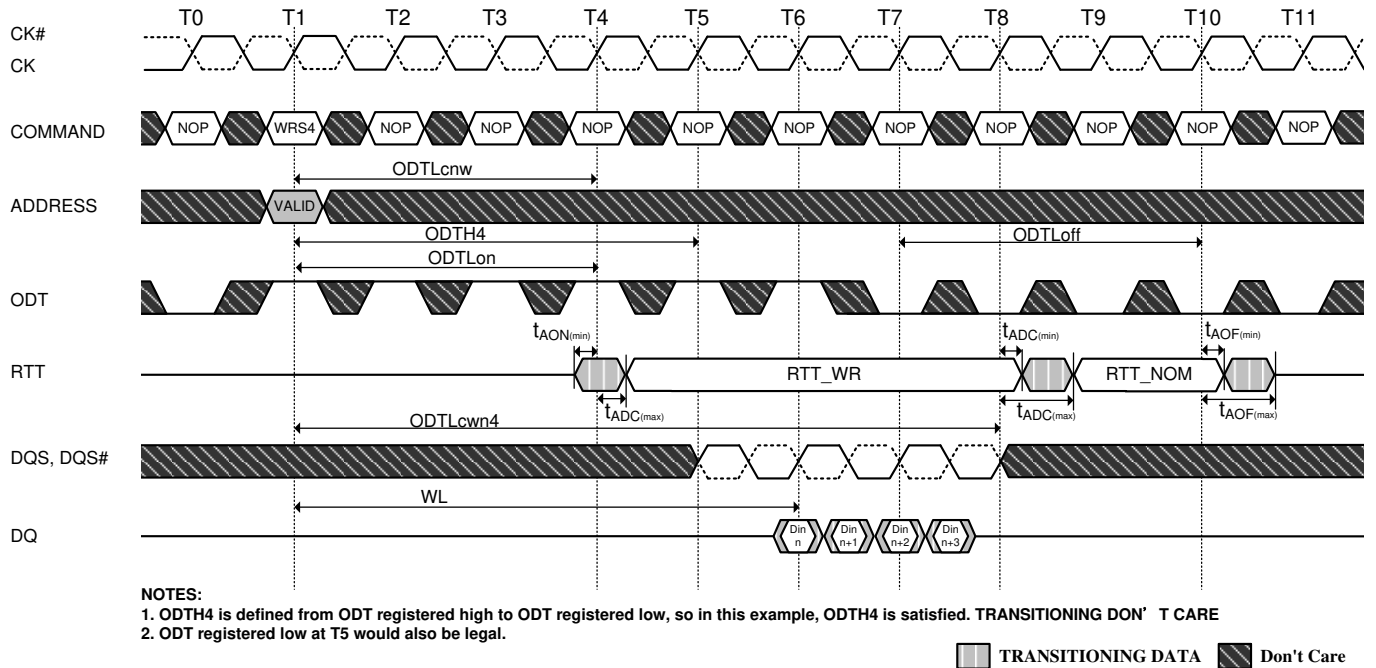 T0 T1 T2 T3 T4 T5 T6 T7 T8 T9 T10 T11
CK#
CK
COMMAND NOP WRS4 NOP NOP NOP NOP NOP NOP NOP NOP NOP NOP
ODTLcnw
ADDRESS VALID
ODTH4 ODTLoff
ODTLon
ODT
tAON(min) tADC(min) tAOF(min)
RTT RTT_WR RTT_NOM
tADC(max) tADC(max) tAOF(max)
ODTLcwn4
DQS, DQS#
WL
DQ Din n Din n+1 Din n+2 Din n+3
NOTES:
1. ODTH4 is defined from ODT registered high to ODT registered low, so in this example, ODTH4 is satisfied. TRANSITIONING DON’ T CARE
2. ODT registered low at T5 would also be legal.
TRANSITIONING DATA Don't Care